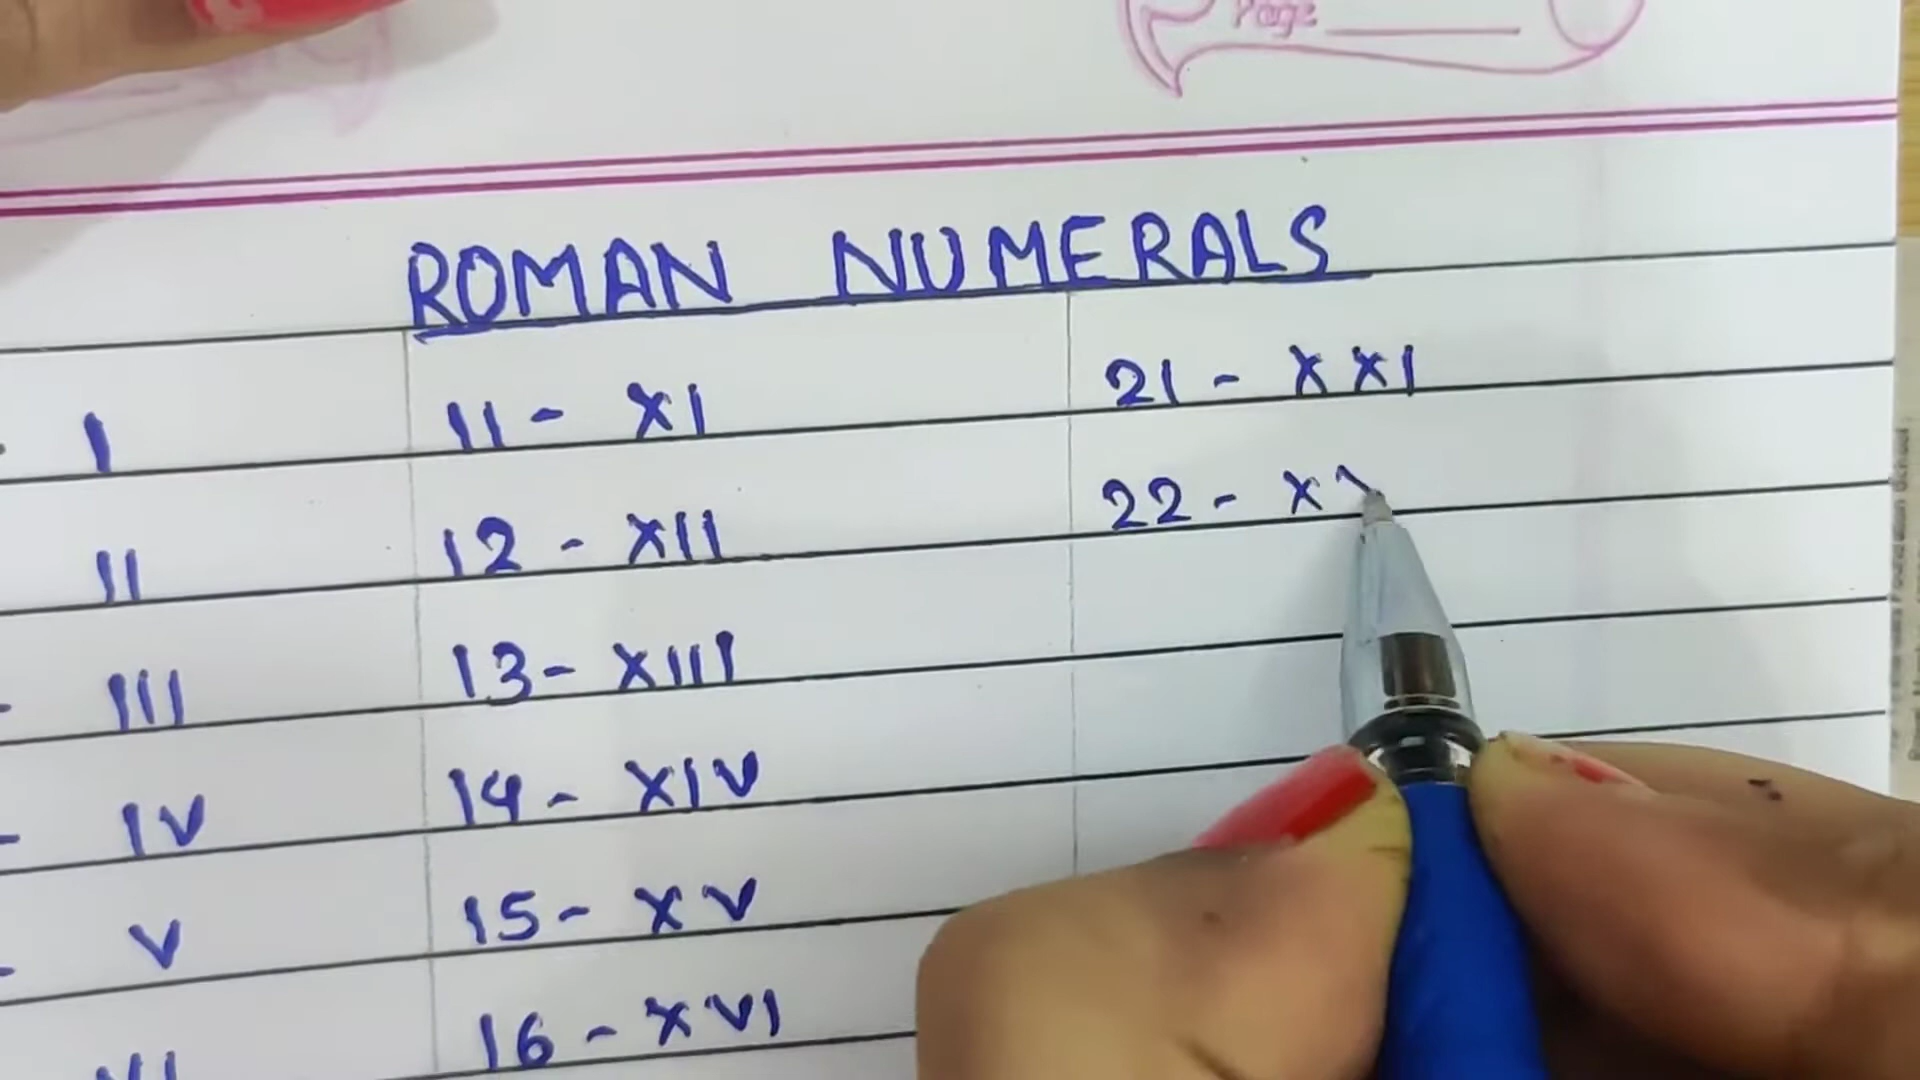 Page
ROMAN NUMERALS
I
II
III
IV
V
VI
11 - XI
12 - XII
13 - XIII
14 - XIV
15 - XV
16 - XVI
21 - XXI
22 - X